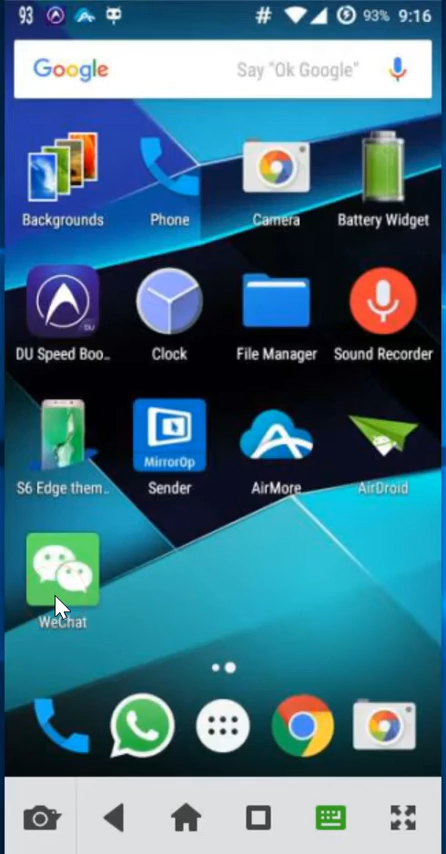 93 # 93% 9:16
Google Say "Ok Google"
Backgrounds Phone Camera Battery Widget
DU
DU Speed Boo.. Clock File Manager Sound Recorder
MirrorOp
S6 Edge them.. Sender AirMore AirDroid
WeChat